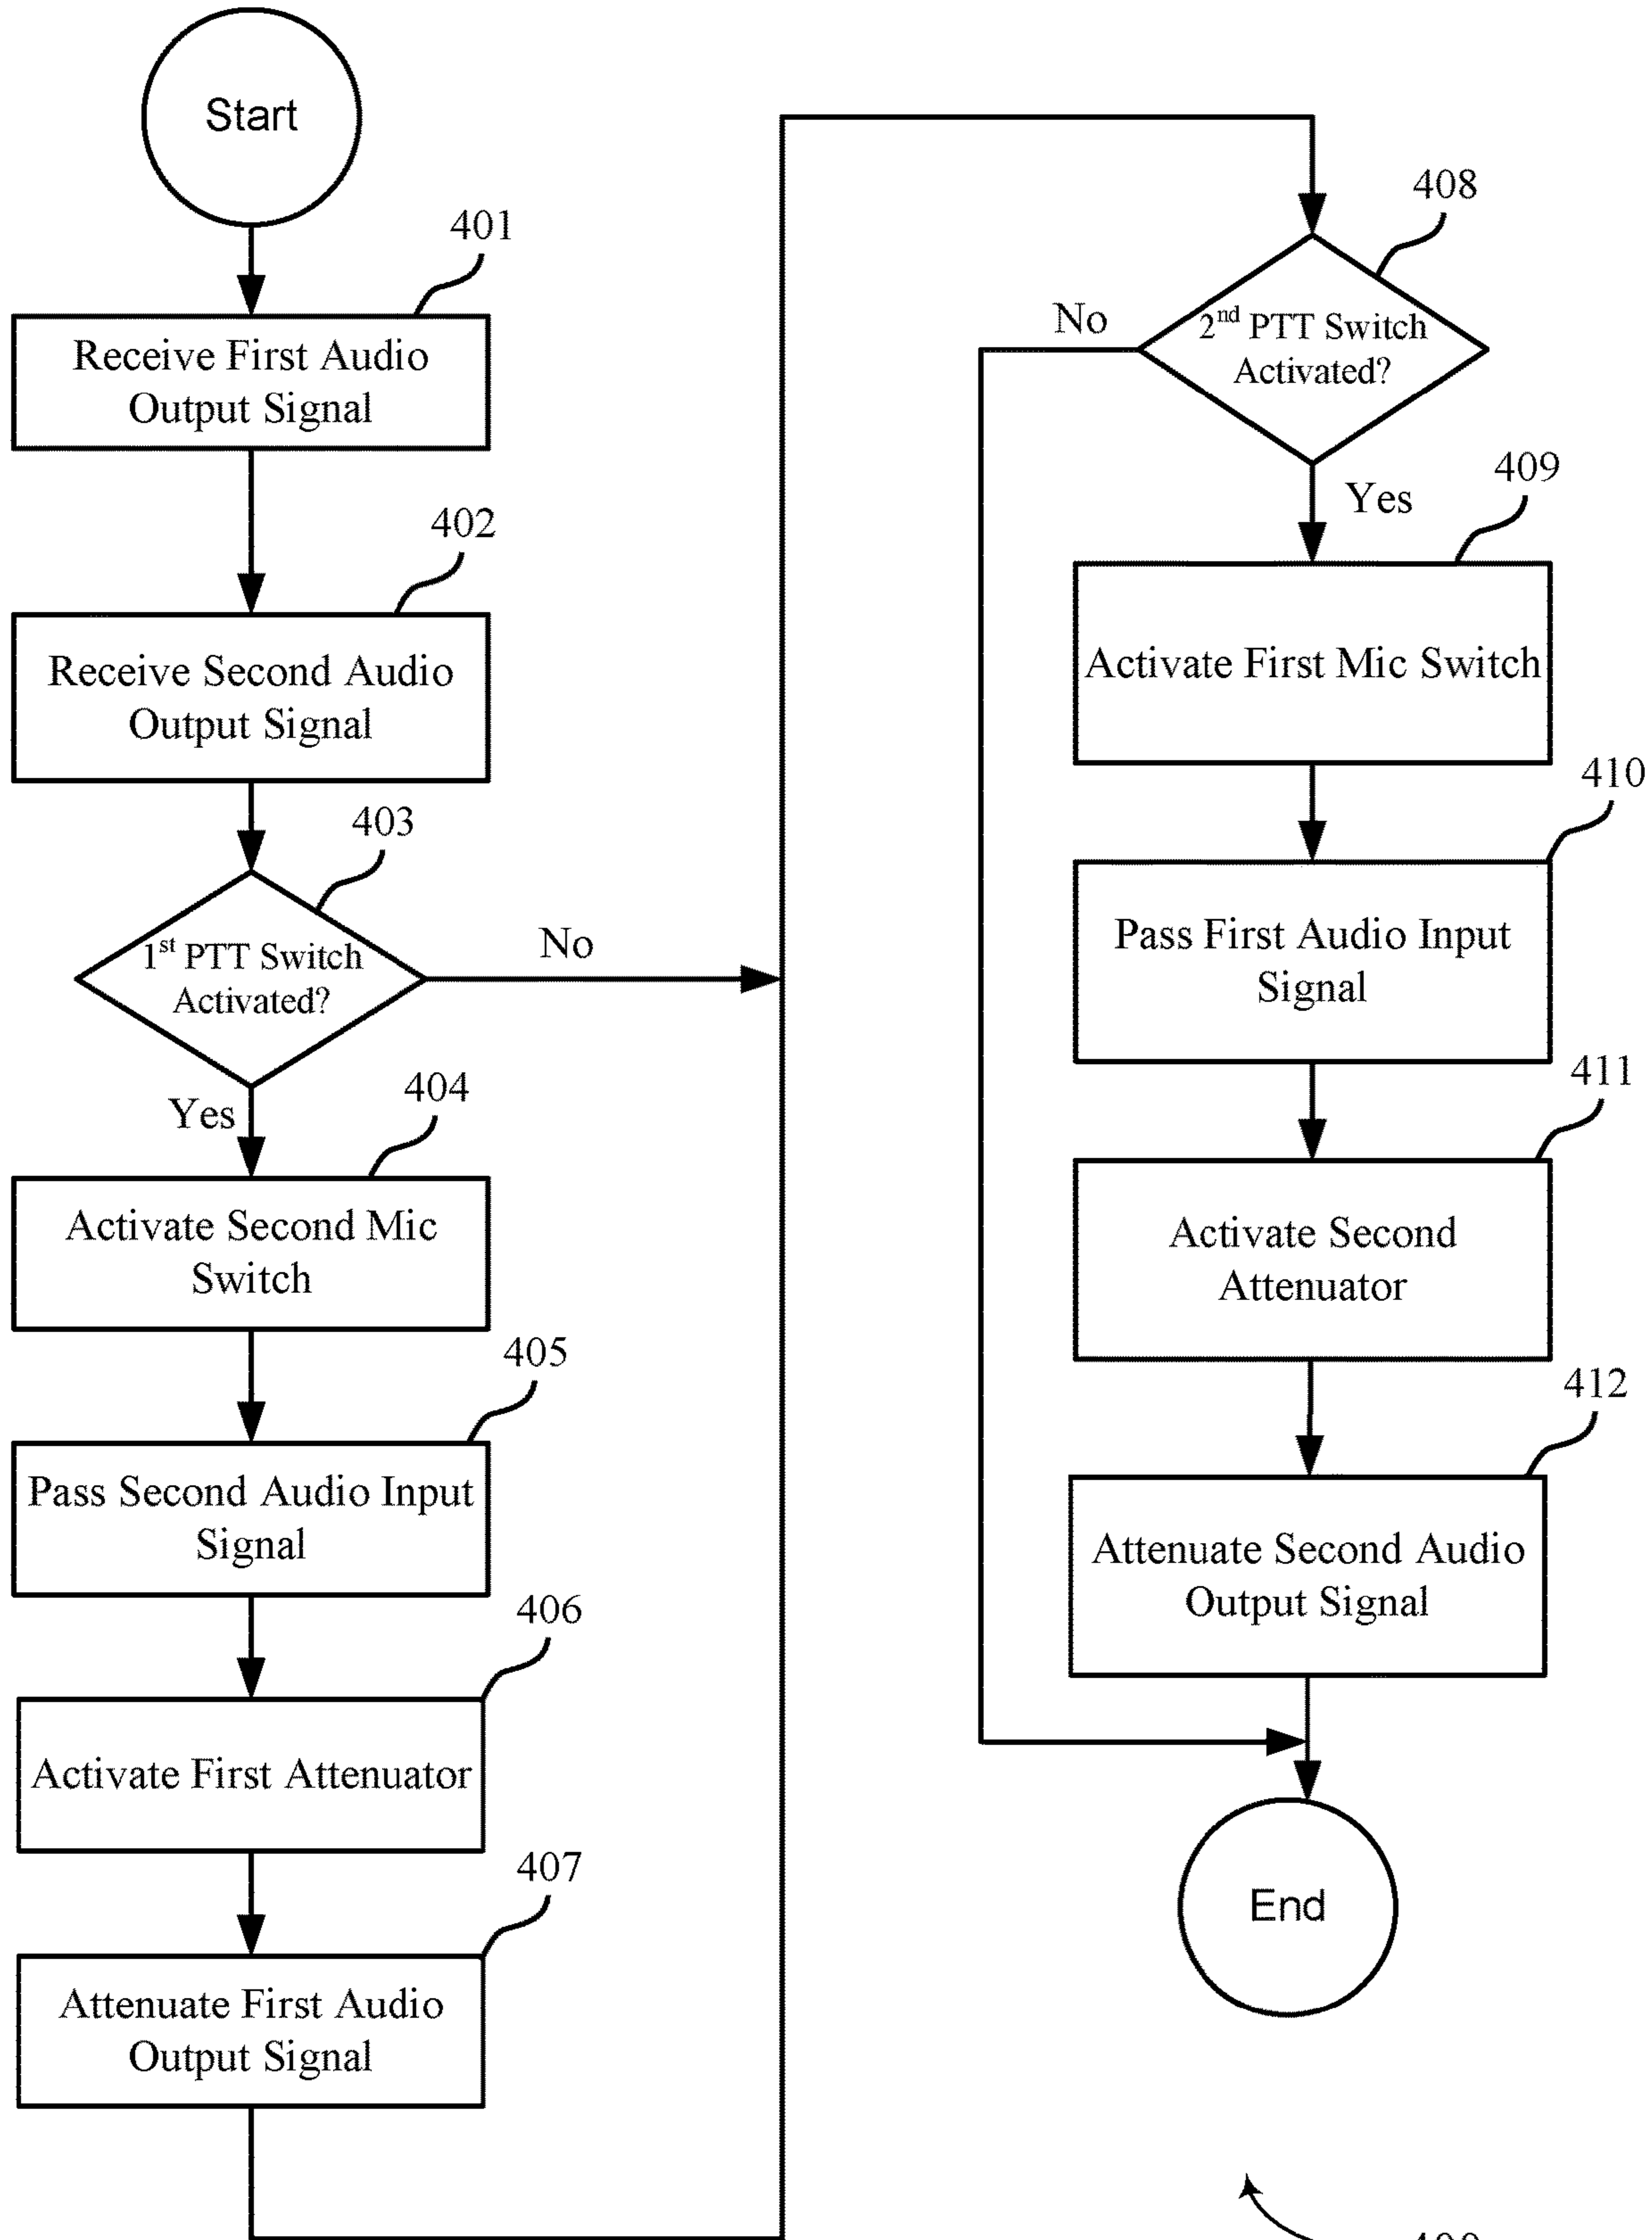 Start
401
Receive First Audio
Output Signal
402
Receive Second Audio
Output Signal
403
1st PTT Switch
Activated?
No
Yes
404
Activate Second Mic
Switch
405
Pass Second Audio Input
Signal
406
Activate First Attenuator
407
Attenuate First Audio
Output Signal
408
2nd PTT Switch
Activated?
No
Yes
409
Activate First Mic Switch
410
Pass First Audio Input
Signal
411
Activate Second
Attenuator
412
Attenuate Second Audio
Output Signal
End